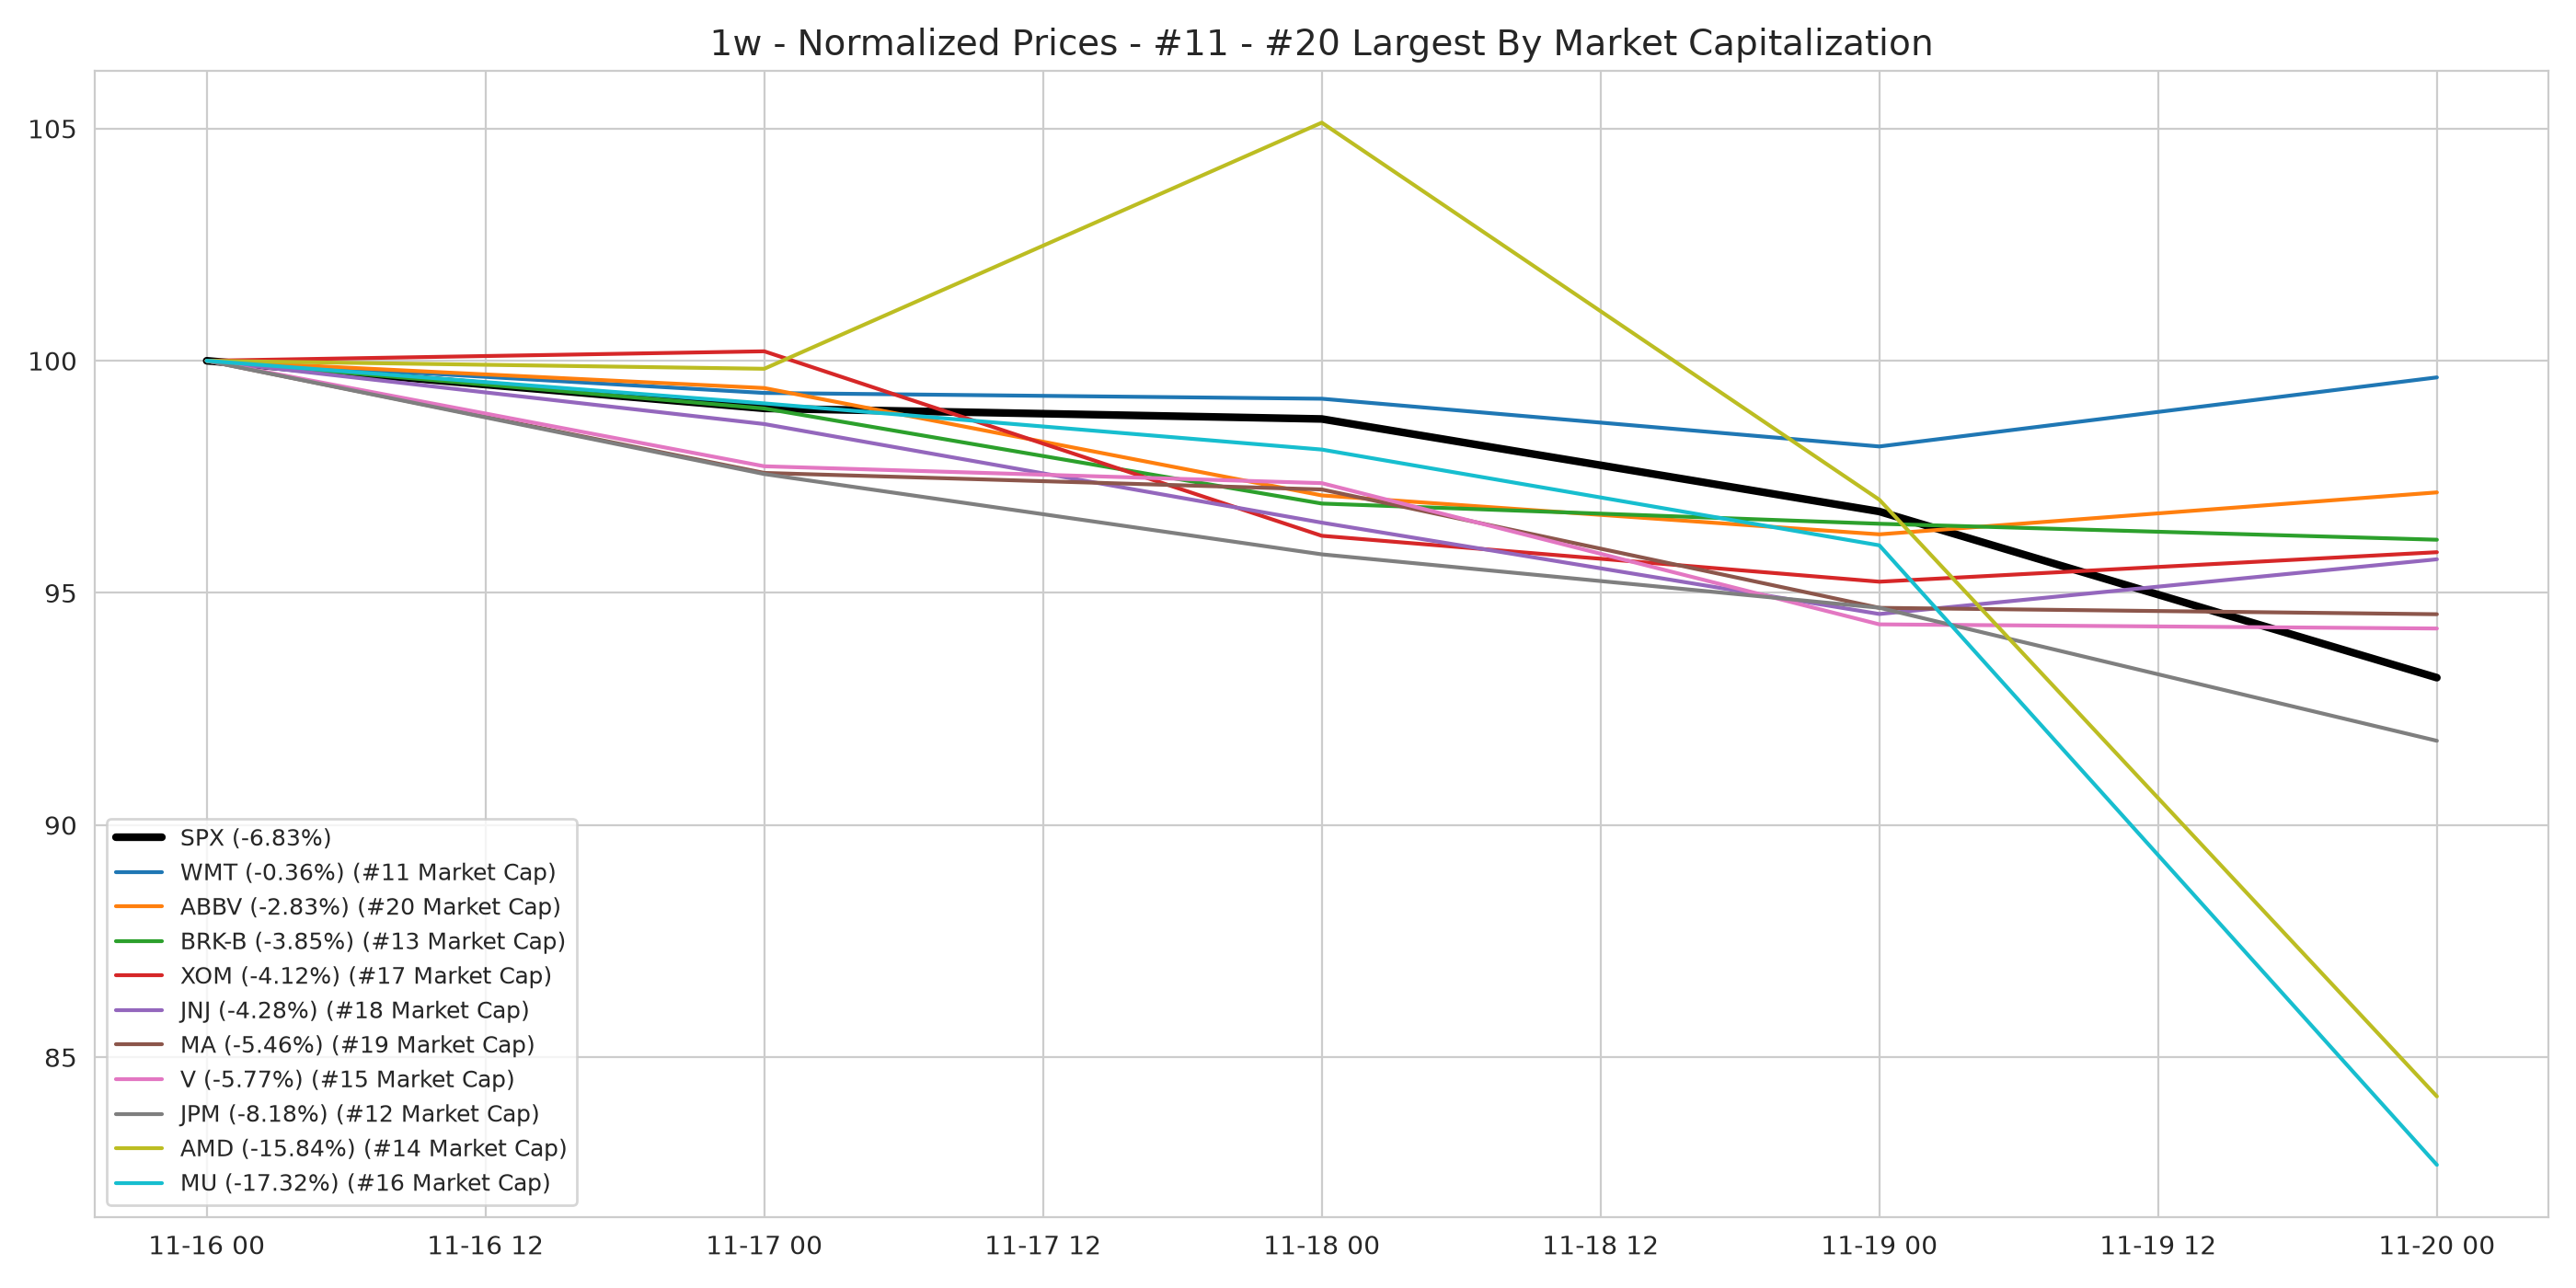 1w - Normalized Prices - #11 - #20 Largest By Market Capitalization
105
100
95
90
85
SPX (-6.83%)
WMT (-0.36%) (#11 Market Cap)
ABBV (-2.83%) (#20 Market Cap)
BRK-B (-3.85%) (#13 Market Cap)
XOM (-4.12%) (#17 Market Cap)
JNJ (-4.28%) (#18 Market Cap)
MA (-5.46%) (#19 Market Cap)
V (-5.77%) (#15 Market Cap)
JPM (-8.18%) (#12 Market Cap)
AMD (-15.84%) (#14 Market Cap)
MU (-17.32%) (#16 Market Cap)
11-16 00 11-16 12 11-17 00 11-17 12 11-18 00 11-18 12 11-19 00 11-19 12 11-20 00